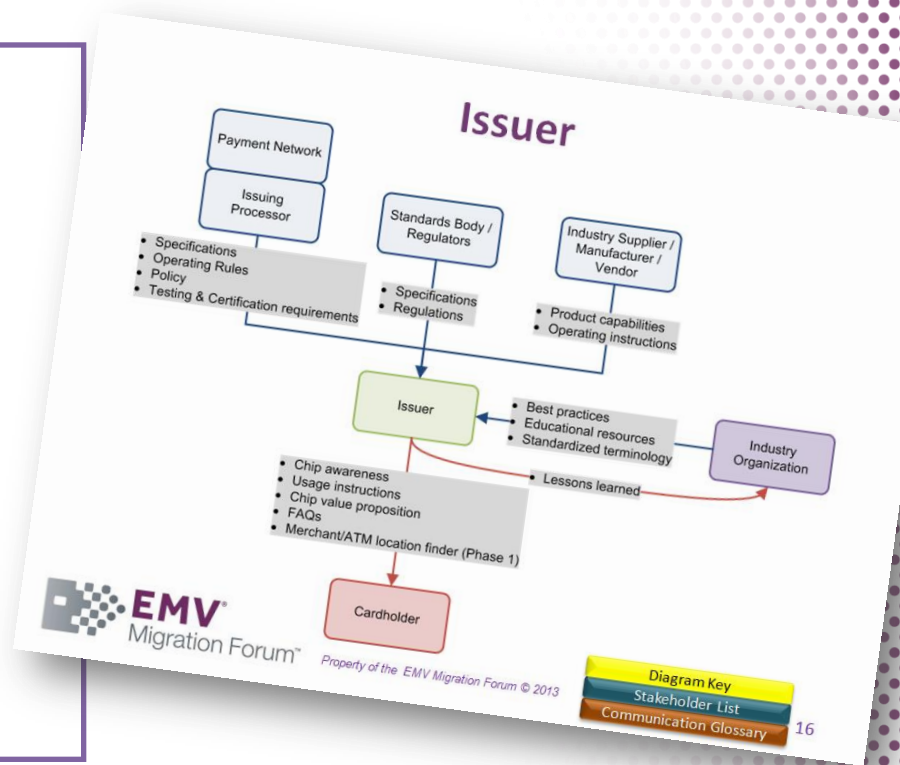 Issuer
Payment Network
Issuing
Processor
Standards Body /
Regulators
Industry Supplier /
Manufacturer /
Vendor
• Specifications
• Operating Rules
• Policy
• Testing & Certification requirements
• Specifications
• Regulations
• Product capabilities
• Operating instructions
Issuer
• Best practices
• Educational resources
• Standardized terminology
Industry
Organization
• Lessons learned
• Chip awareness
• Usage instructions
• Chip value proposition
• FAQs
• Merchant/ATM location finder (Phase 1)
Cardholder
EMV®
Migration Forum™
Property of the EMV Migration Forum © 2013
Diagram Key
Stakeholder List
Communication Glossary
16